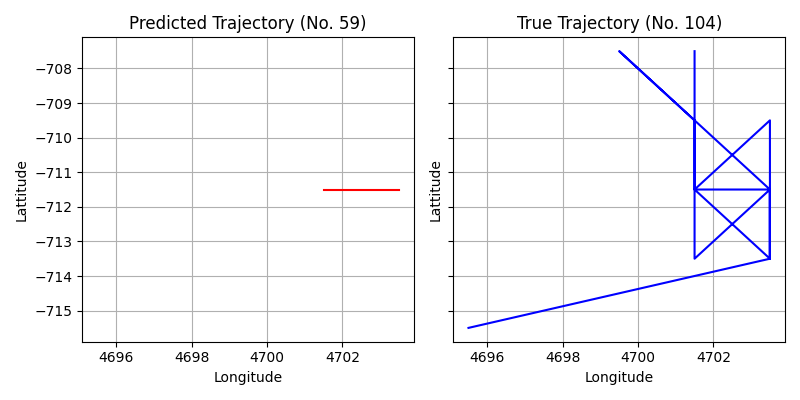 Predicted Trajectory (No. 59)
Lattitude
−708
−709
−710
−711
−712
−713
−714
−715
4696
4698
4700
4702
Longitude
True Trajectory (No. 104)
Lattitude
4696
4698
4700
4702
Longitude